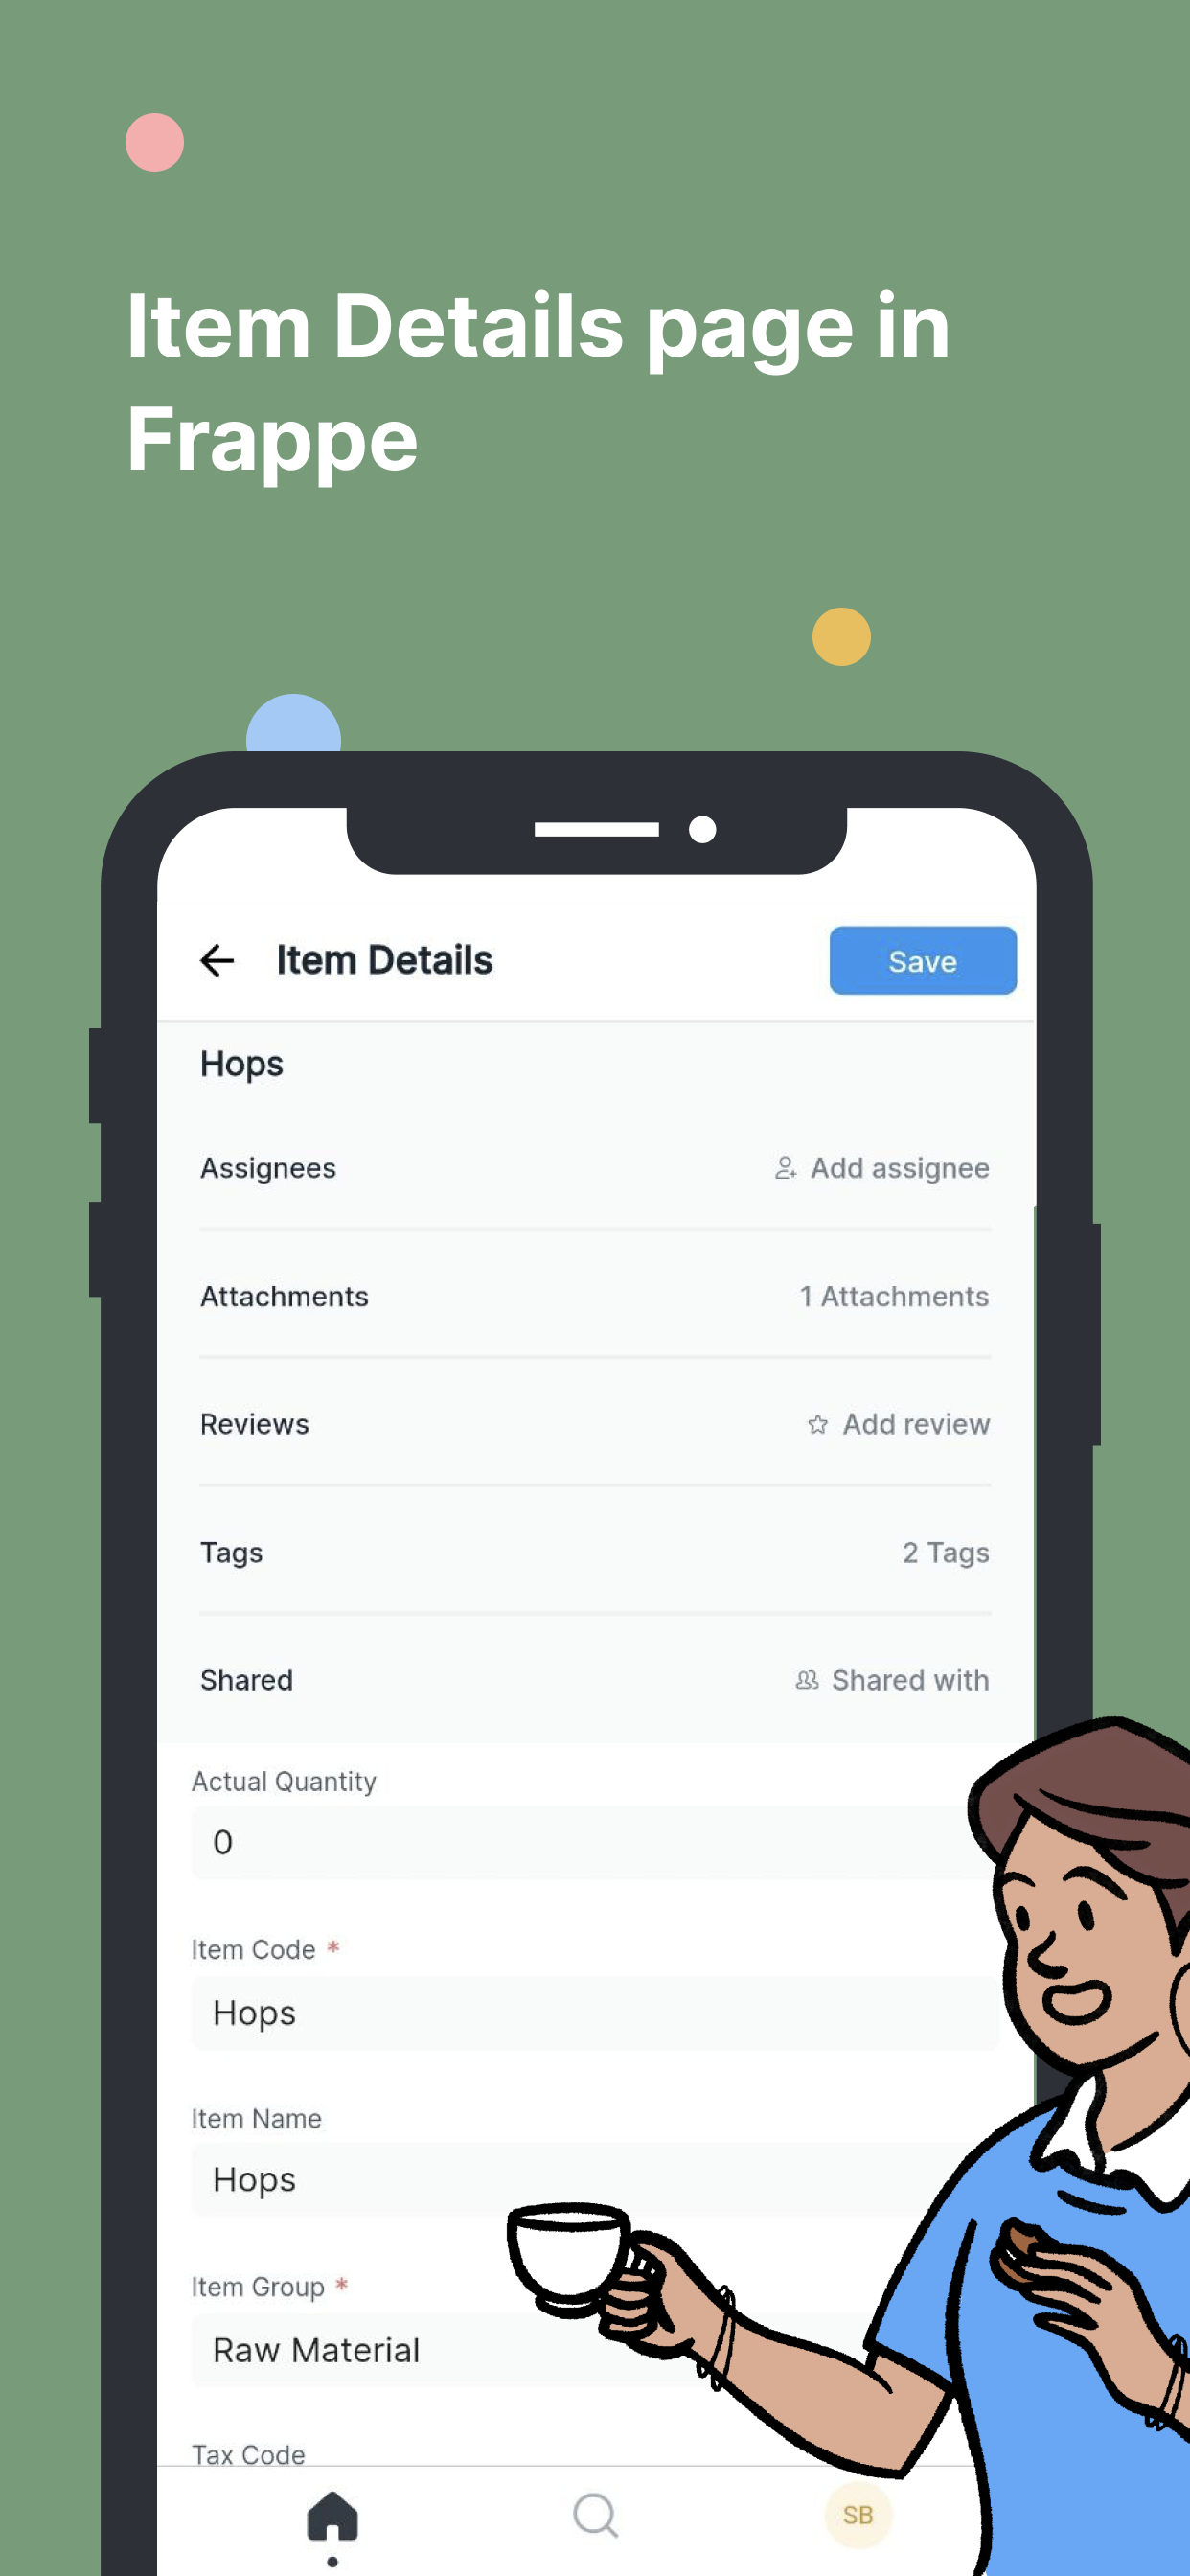 Item Details page in
Frappe
Item Details
Save
Hops
Assignees
Add assignee
Attachments
1 Attachments
Reviews
Add review
Tags
2 Tags
Shared
Shared with
Actual Quantity
0
Item Code *
Hops
Item Name
Hops
Item Group *
Raw Material
Tax Code
SB